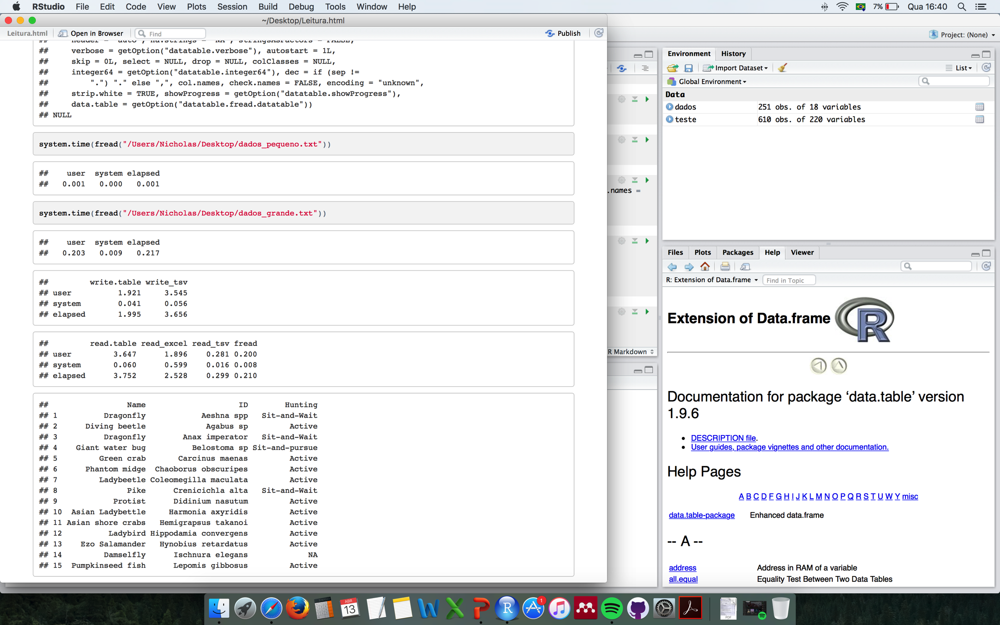 RStudio File Edit Code View Plots Session Build Debug Tools Window Help 7% Qua 16:40
~/Desktop/Leitura.html
Leitura.html Open in Browser Find Publish
Project: (None)
## header = "auto", na.strings = "NA", stringsAsFactors = FALSE,
## verbose = getOption("datatable.verbose"), autostart = 1L,
## skip = 0L, select = NULL, drop = NULL, colClasses = NULL,
## integer64 = getOption("datatable.integer64"), dec = if (sep !=
## ".") "." else ",", col.names, check.names = FALSE, encoding = "unknown",
## strip.white = TRUE, showProgress = getOption("datatable.showProgress"),
## data.table = getOption("datatable.fread.datatable"))
## NULL
system.time(fread("/Users/Nicholas/Desktop/dados_pequeno.txt"))
## user system elapsed
## 0.001 0.000 0.001
system.time(fread("/Users/Nicholas/Desktop/dados_grande.txt"))
## user system elapsed
## 0.203 0.009 0.217
## write.table write_tsv
## user 1.921 3.545
## system 0.041 0.056
## elapsed 1.995 3.656
## read.table read_excel read_tsv fread
## user 3.647 1.896 0.281 0.200
## system 0.060 0.599 0.016 0.008
## elapsed 3.752 2.528 0.299 0.210
## Name ID Hunting
## 1 Dragonfly Aeshna spp Sit-and-Wait
## 2 Diving beetle Agabus sp Active
## 3 Dragonfly Anax imperator Sit-and-Wait
## 4 Giant water bug Belostoma sp Sit-and-pursue
## 5 Green crab Carcinus maenas Active
## 6 Phantom midge Chaoborus obscuripes Active
## 7 Ladybeetle Coleomegilla maculata Active
## 8 Pike Crenicichla alta Sit-and-Wait
## 9 Protist Didinium nasutum Active
## 10 Asian Ladybettle Harmonia axyridis Active
## 11 Asian shore crabs Hemigrapsus takanoi Active
## 12 Ladybird Hippodamia convergens Active
## 13 Ezo Salamander Hynobius retardatus Active
## 14 Damselfly Ischnura elegans NA
## 15 Pumpkinseed fish Lepomis gibbosus Active
.names =
R Markdown
Environment History
Import Dataset List
Global Environment
Data
dados 251 obs. of 18 variables
teste 610 obs. of 220 variables
Files Plots Packages Help Viewer
R: Extension of Data.frame Find in Topic
Extension of Data.frame R
Documentation for package ‘data.table’ version
1.9.6
DESCRIPTION file.
User guides, package vignettes and other documentation.
Help Pages
A B C D F G H I J K L M N O P Q R S T U W Y misc
data.table-package Enhanced data.frame
-- A --
address Address in RAM of a variable
all.equal Equality Test Between Two Data Tables
ABR
13
R
1
PDF